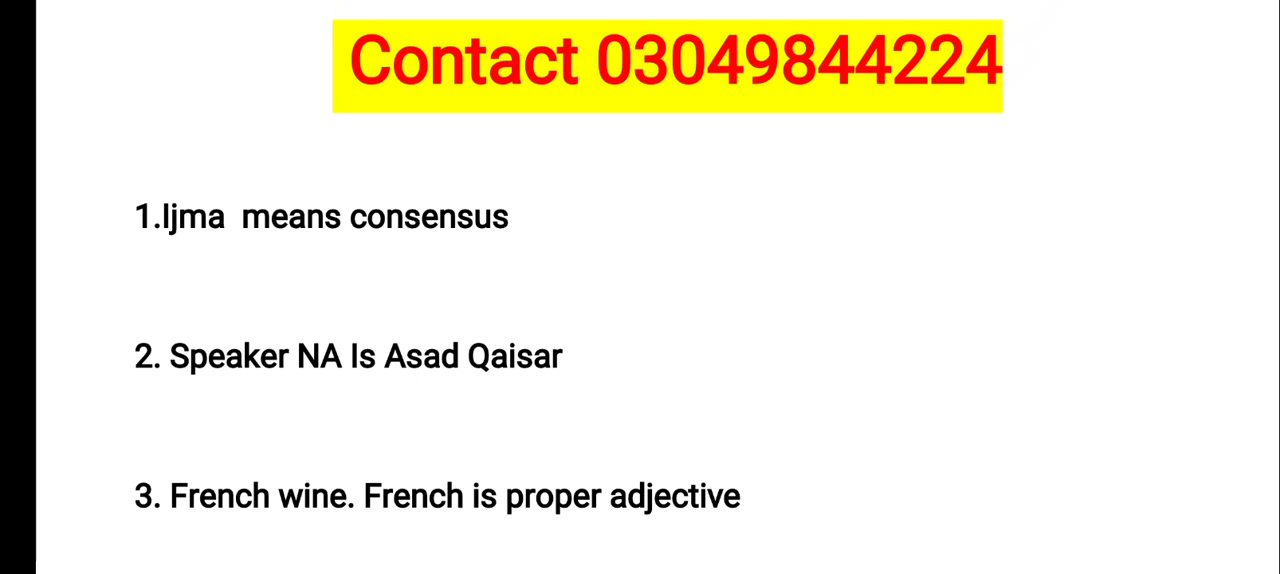 Contact 03049844224
1.Ijma  means consensus
2. Speaker NA Is Asad Qaisar
3. French wine. French is proper adjective